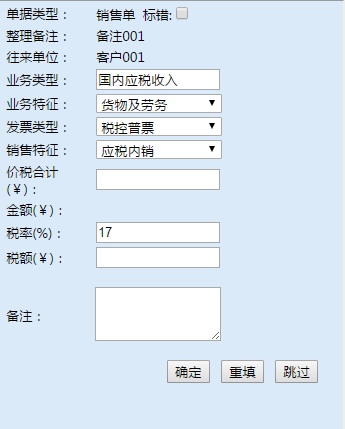 单据类型： 销售单 标错:
整理备注： 备注001
往来单位： 客户001
业务类型： 国内应税收入
业务特征： 货物及劳务
发票类型： 税控普票
销售特征： 应税内销
价税合计
(￥)：
金额(￥)：
税率(%)： 17
税额(￥)：
备注：
确定 重填 跳过